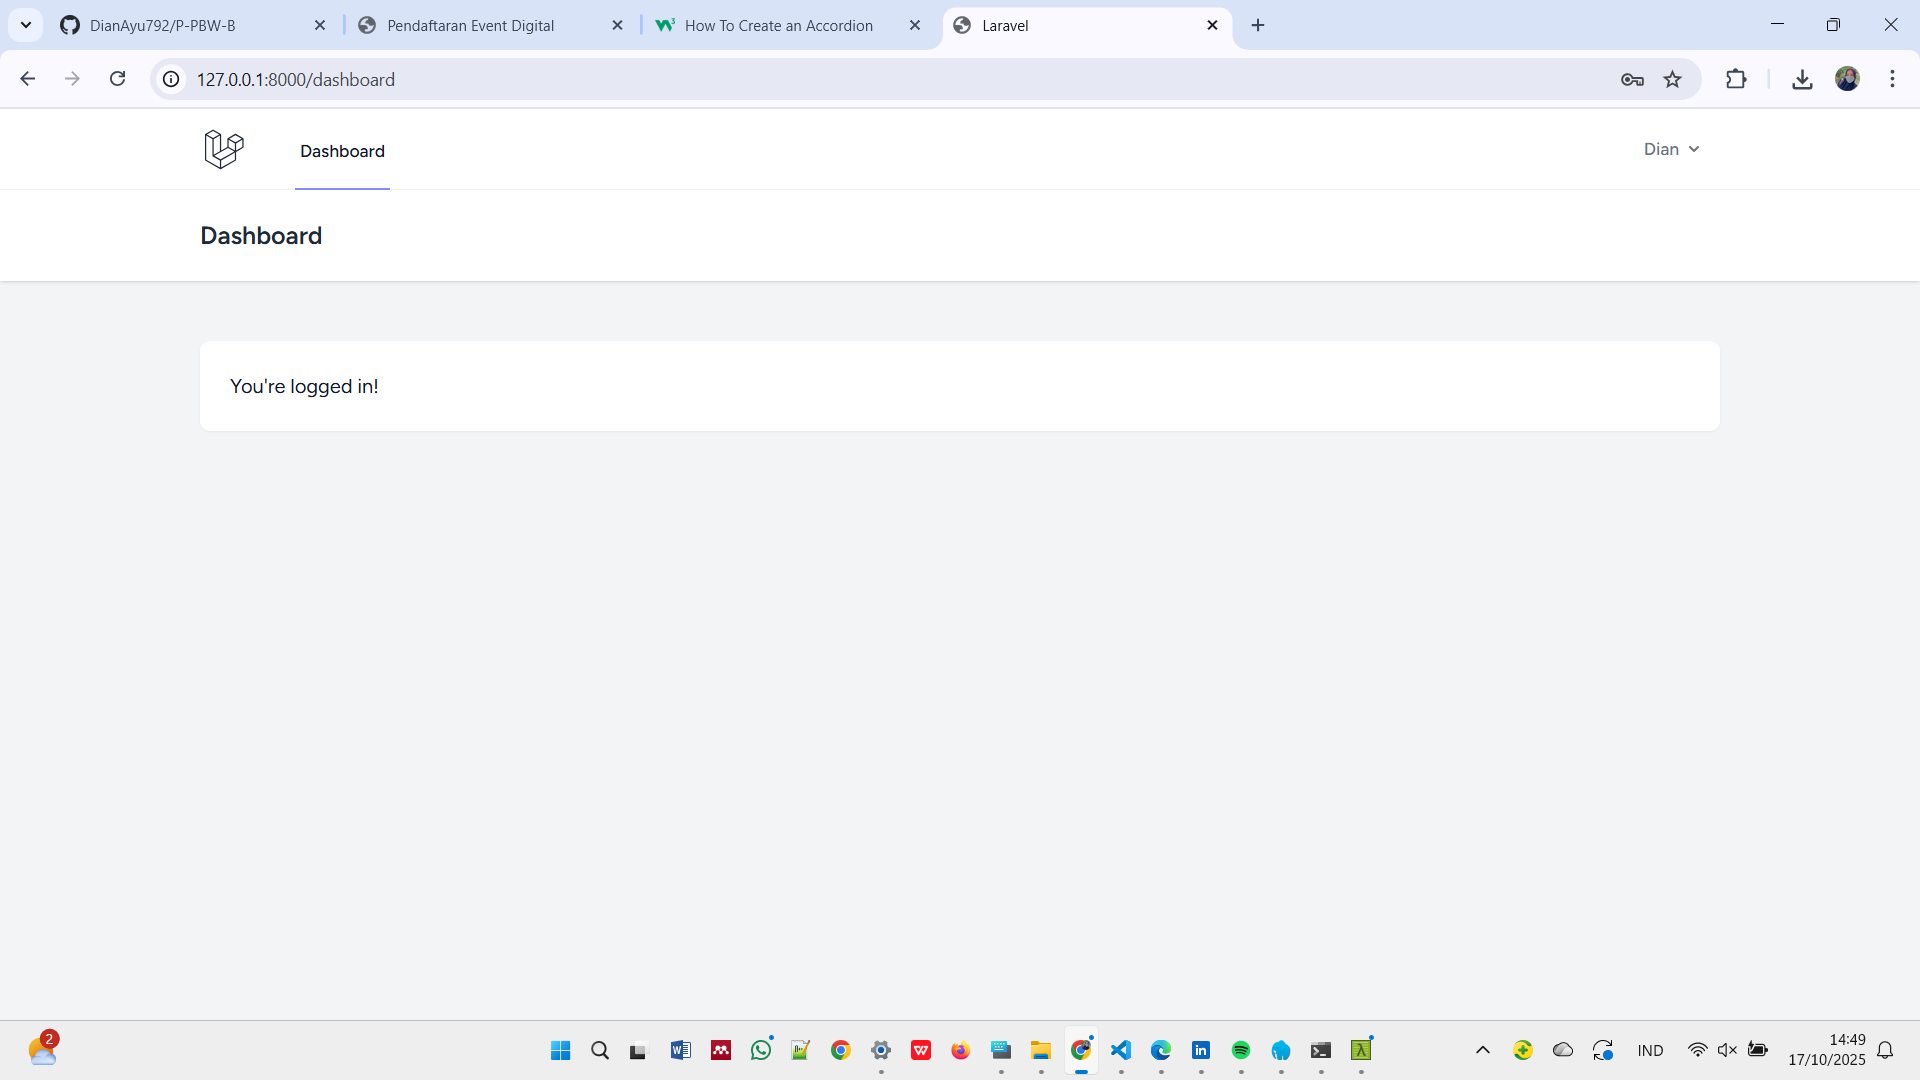 DianAyu792/P-PBW-B
Pendaftaran Event Digital
How To Create an Accordion
Laravel
127.0.0.1:8000/dashboard
Dashboard
Dian
Dashboard
You're logged in!
2
IND
14:49
17/10/2025